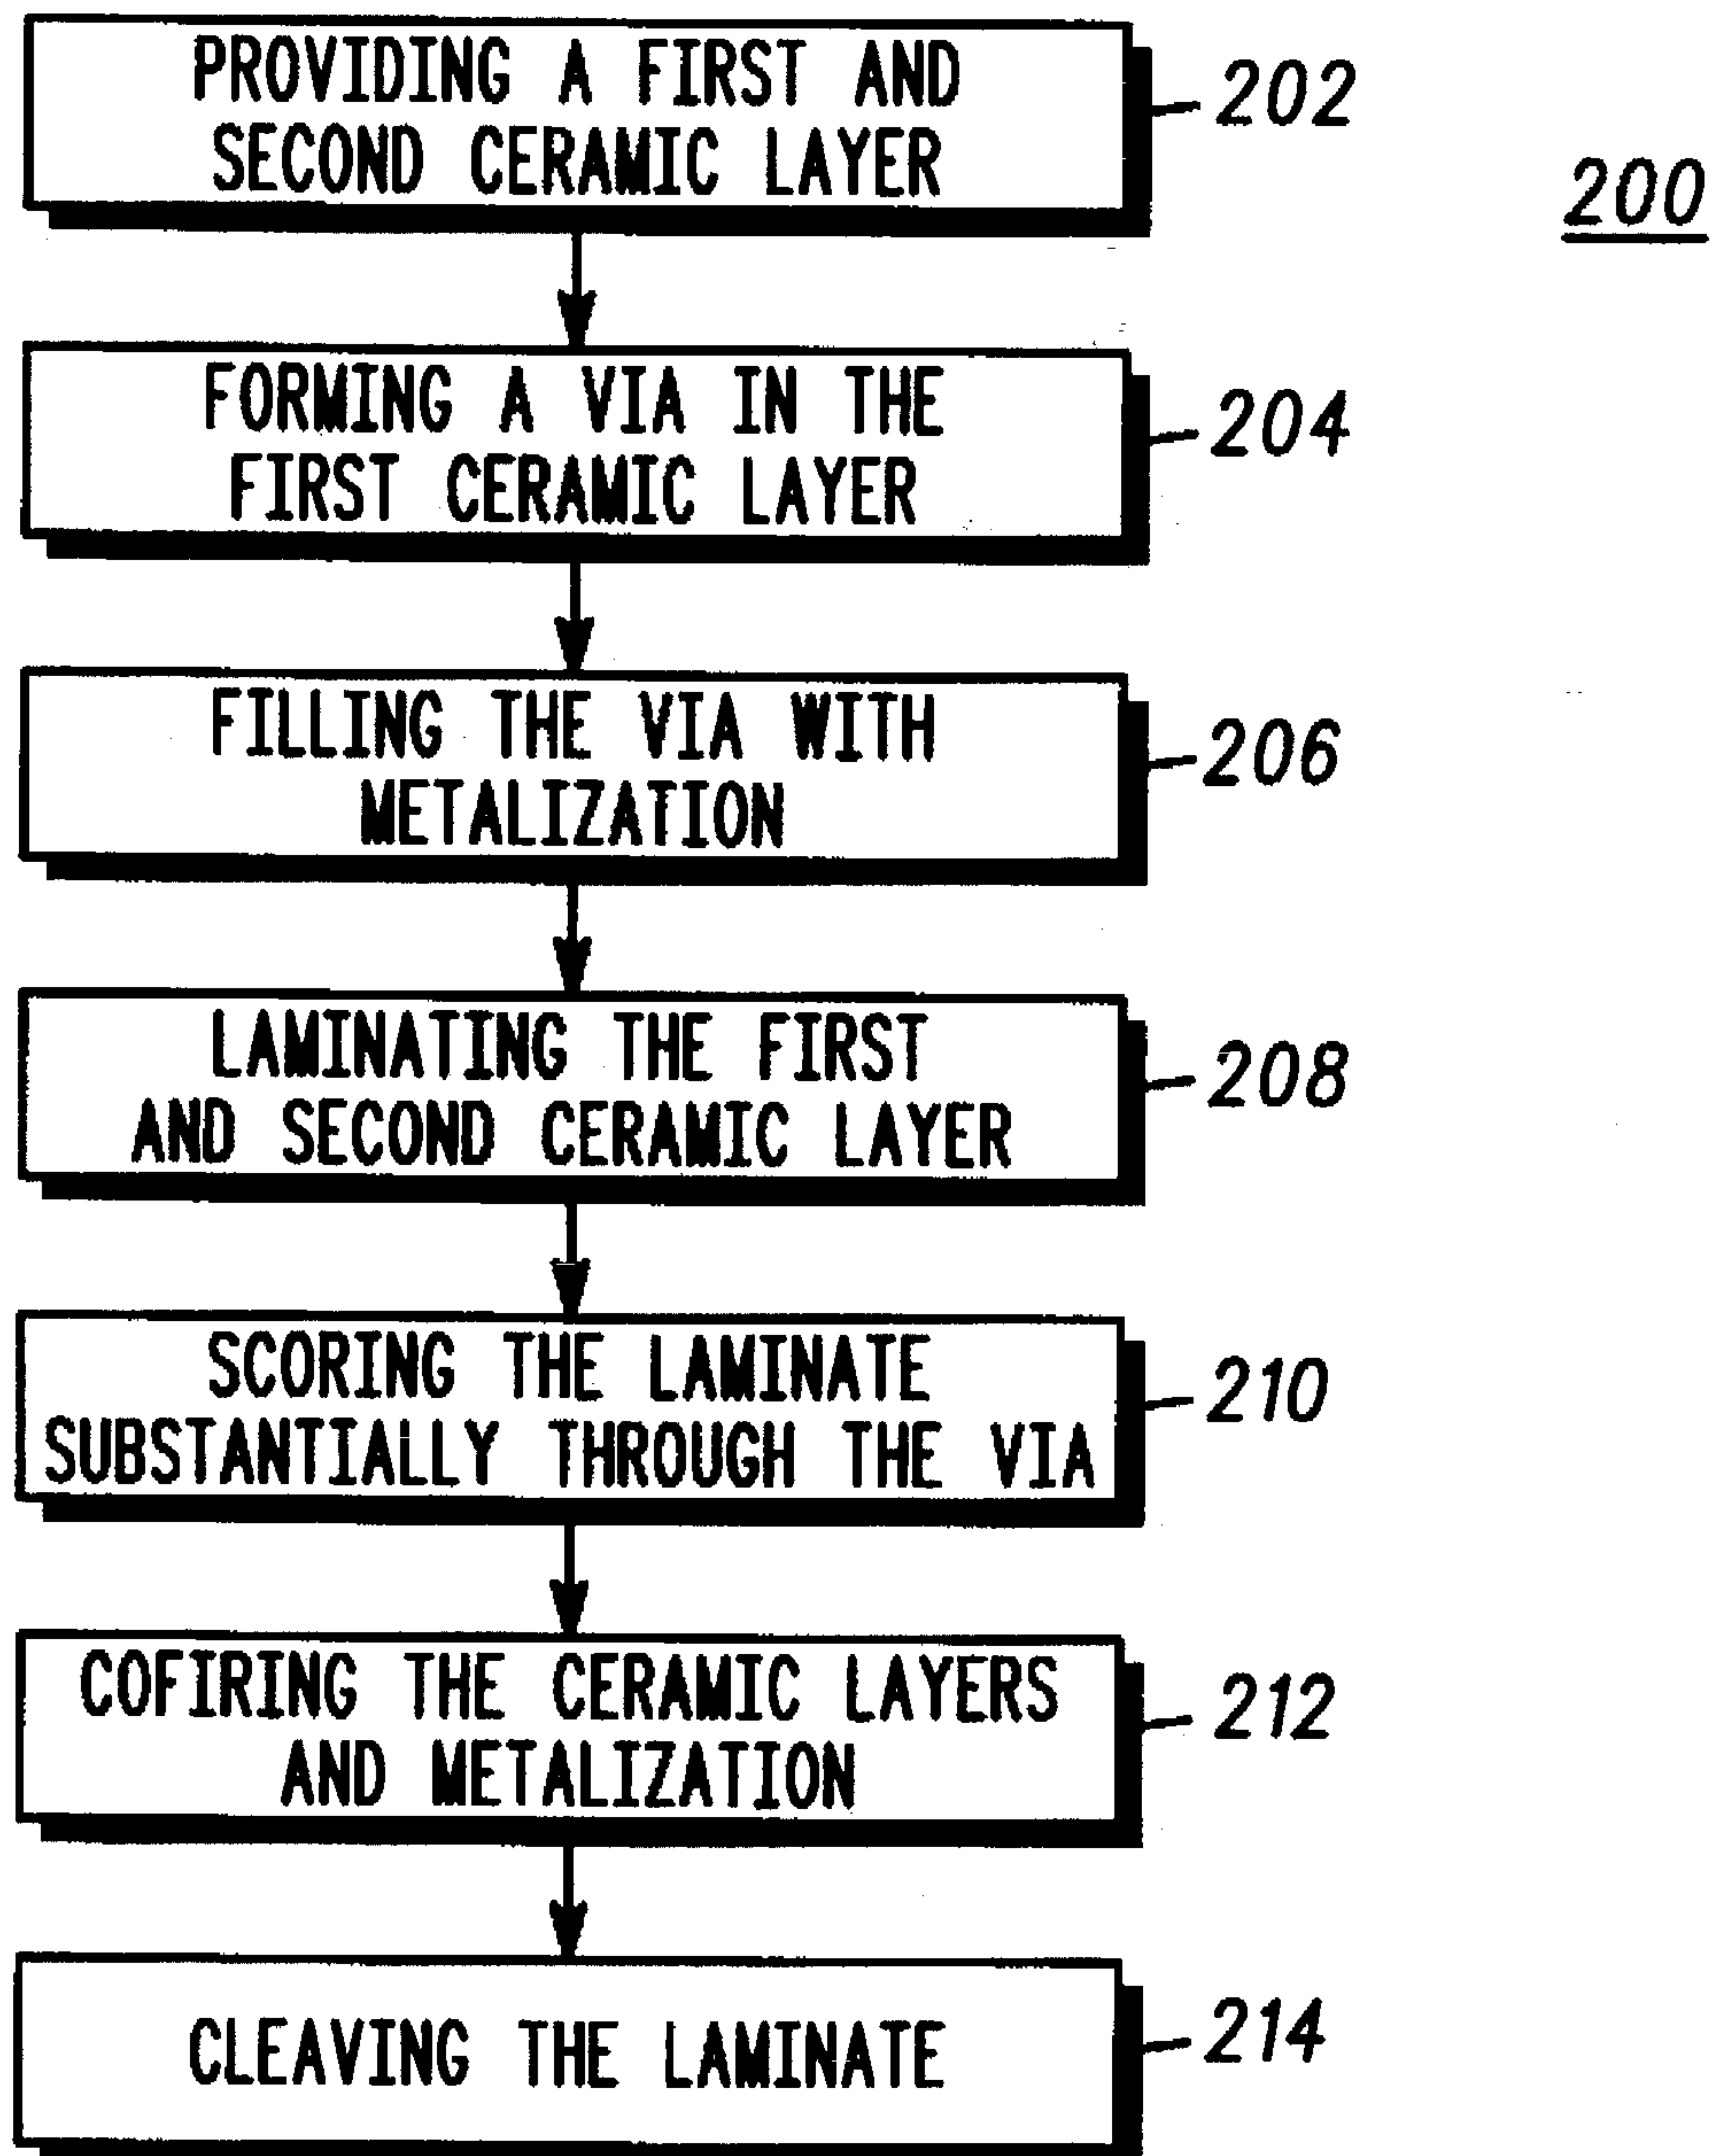 PROVIDING A FIRST AND
SECOND CERAMIC LAYER
202
200
FORMING A VIA IN THE
FIRST CERAMIC LAYER
204
FILLING THE VIA WITH
METALIZATION
206
LAMINATING THE FIRST
AND SECOND CERAMIC LAYER
208
SCORING THE LAMINATE
SUBSTANTIALLY THROUGH THE VIA
210
COFIRING THE CERAMIC LAYERS
AND METALIZATION
212
CLEAVING THE LAMINATE
214